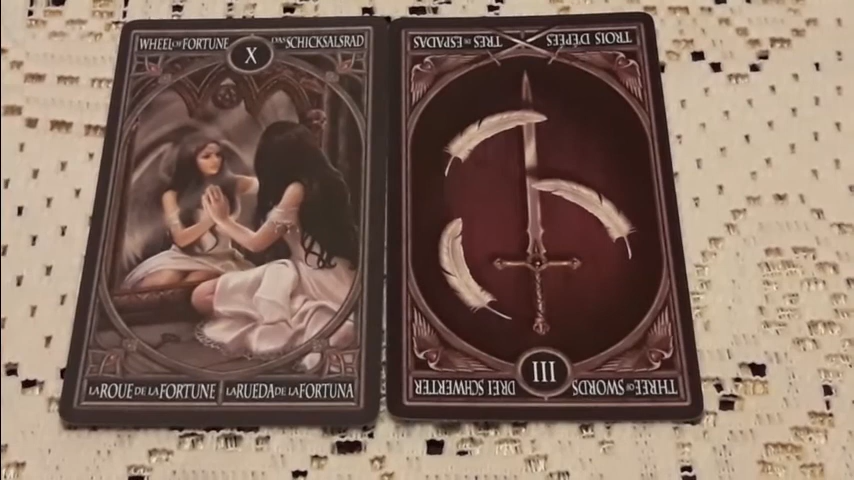 WHEEL OF FORTUNE DAS SCHICKSALSRAD
X
LA ROUE DE LA FORTUNE LA RUEDA DE LA FORTUNA
TROIS D'ÉPÉES TRES DE ESPADAS
III
THREE OF SWORDS DREI SCHWERTER